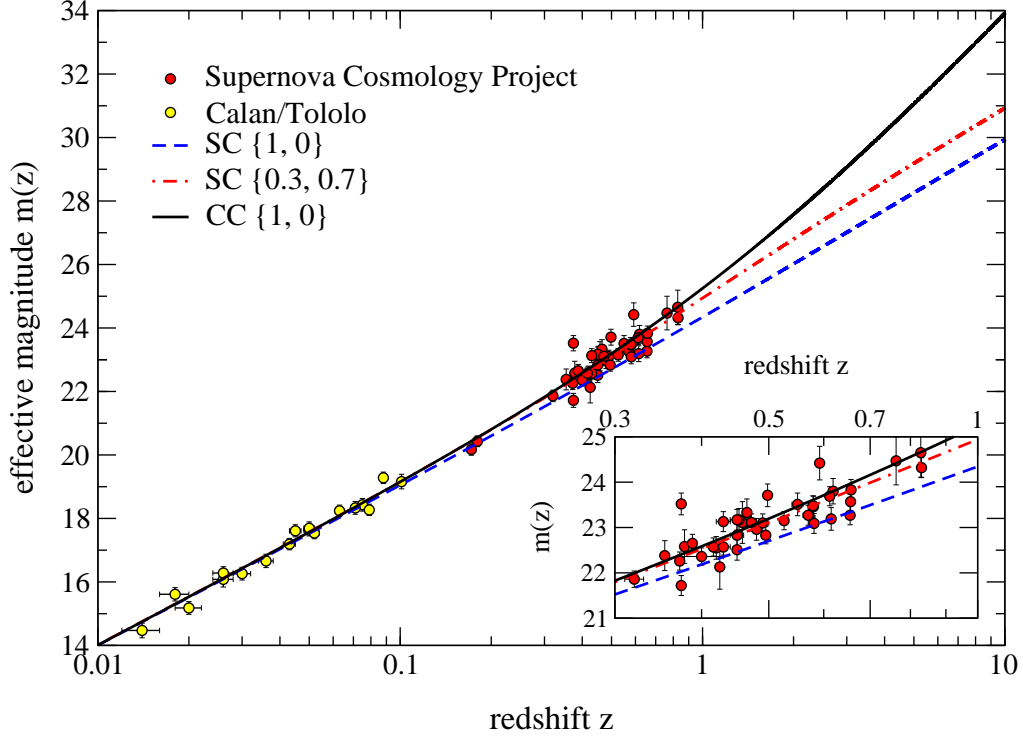 34
32
30
28
26
24
22
20
18
16
14
effective magnitude m(z)
Supernova Cosmology Project
Calan/Tololo
SC {1, 0}
SC {0.3, 0.7}
CC {1, 0}
redshift z
0.3 0.5 0.7 1
25
24
23
22
21
m(z)
0.01 0.1 1 10
redshift z